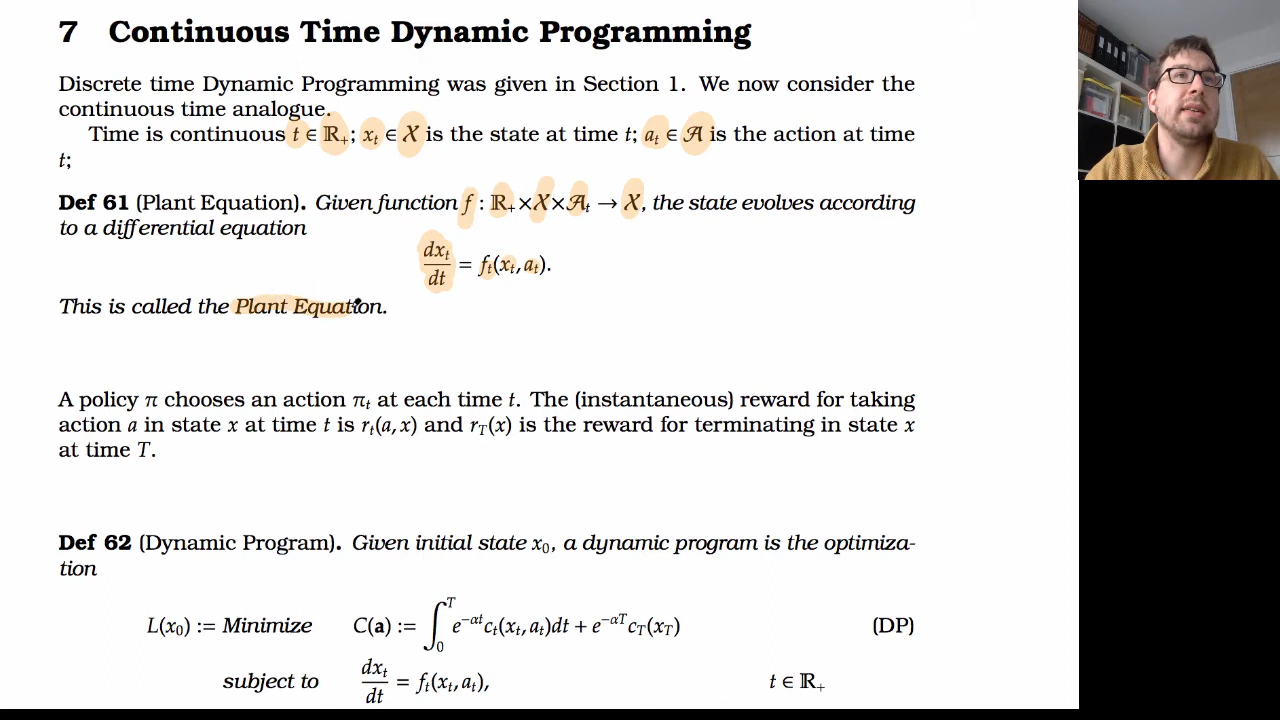 7 Continuous Time Dynamic Programming
Discrete time Dynamic Programming was given in Section 1. We now consider the
continuous time analogue.
Time is continuous t ∈ ℝ₊; xₜ ∈ 𝒳 is the state at time t; aₜ ∈ 𝒜 is the action at time
t;
Def 61 (Plant Equation). Given function f : ℝ₊ × 𝒳 × 𝒜ₜ → 𝒳, the state evolves according
to a differential equation
dxₜ/dt = fₜ(xₜ, aₜ).
This is called the Plant Equation.
A policy π chooses an action πₜ at each time t. The (instantaneous) reward for taking
action a in state x at time t is rₜ(a, x) and r_T(x) is the reward for terminating in state x
at time T.
Def 62 (Dynamic Program). Given initial state x₀, a dynamic program is the optimiza-
tion
L(x₀) := Minimize C(a) := ∫₀ᵀ e^{-αt} cₜ(xₜ, aₜ)dt + e^{-αT} c_T(x_T) (DP)
subject to dxₜ/dt = fₜ(xₜ, aₜ), t ∈ ℝ₊